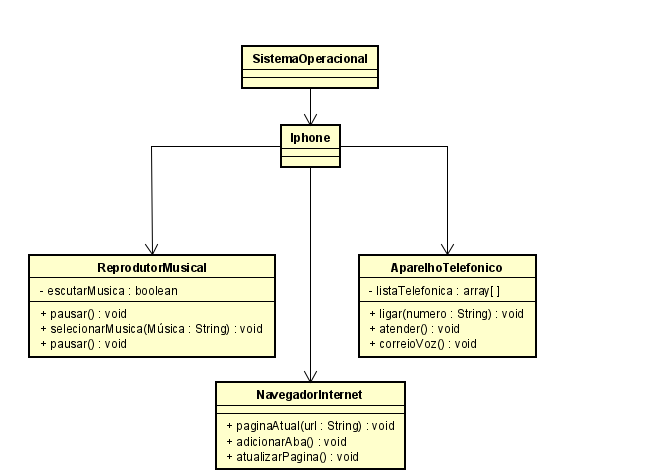 SistemaOperacional
Iphone
ReprodutorMusical
- escutarMusica : boolean
+ pausar() : void
+ selecionarMusica(Música : String) : void
+ pausar() : void
AparelhoTelefonico
- listaTelefonica : array[ ]
+ ligar(numero : String) : void
+ atender() : void
+ correioVoz() : void
NavegadorInternet
+ paginaAtual(url : String) : void
+ adicionarAba() : void
+ atualizarPagina() : void